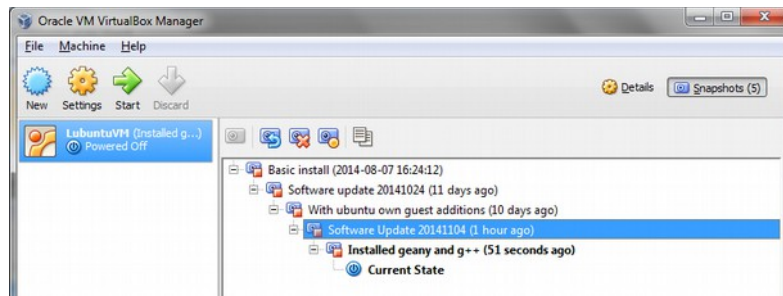 Oracle VM VirtualBox Manager
File Machine Help
New Settings Start Discard
Details Snapshots (5)
LubuntuVM (Installed g...)
Powered Off
Basic install (2014-08-07 16:24:12)
Software update 20141024 (11 days ago)
With ubuntu own guest additions (10 days ago)
Software Update 20141104 (1 hour ago)
Installed geany and g++ (51 seconds ago)
Current State